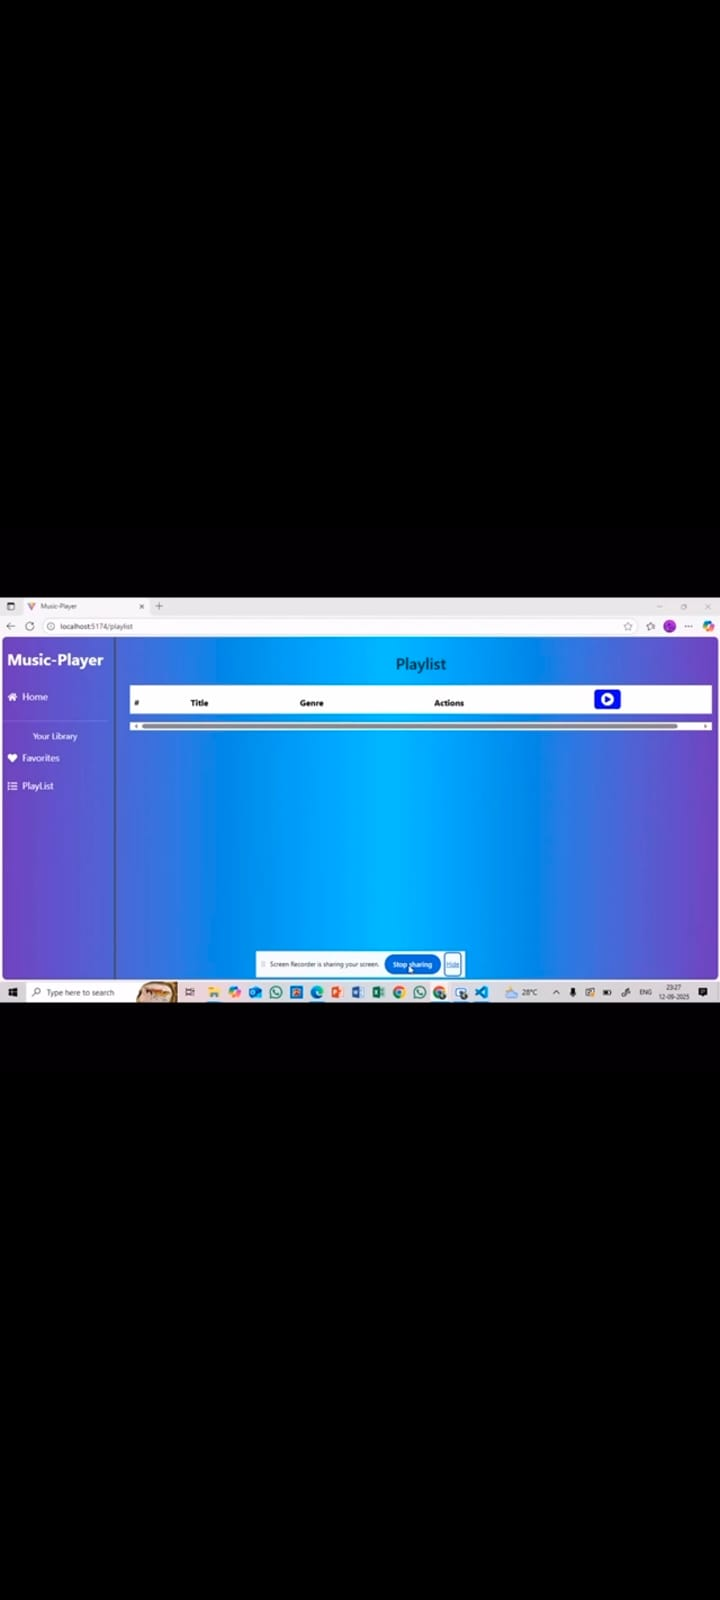 Music-Player
localhost:5174/playlist
Music-Player
Home
Your Library
Favorites
PlayList
Playlist
# Title Genre Actions
Screen Recorder is sharing your screen. Stop sharing Hide
Type here to search
28°C
ENG
23:27
12-09-2025